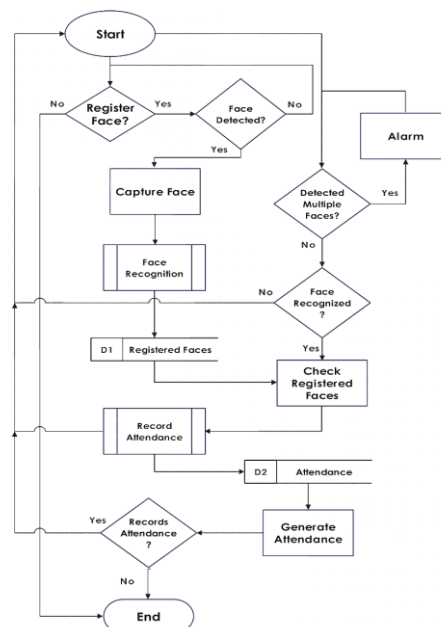 Start
No
Register
Face?
Yes
Face
Detected?
No
Alarm
Yes
Capture Face
Detected
Multiple
Faces?
Yes
No
Face
Recognition
No
Face
Recognized
?
D1
Registered Faces
Yes
Check
Registered
Faces
Record
Attendance
D2
Attendance
Yes
Records
Attendance
?
Generate
Attendance
No
End